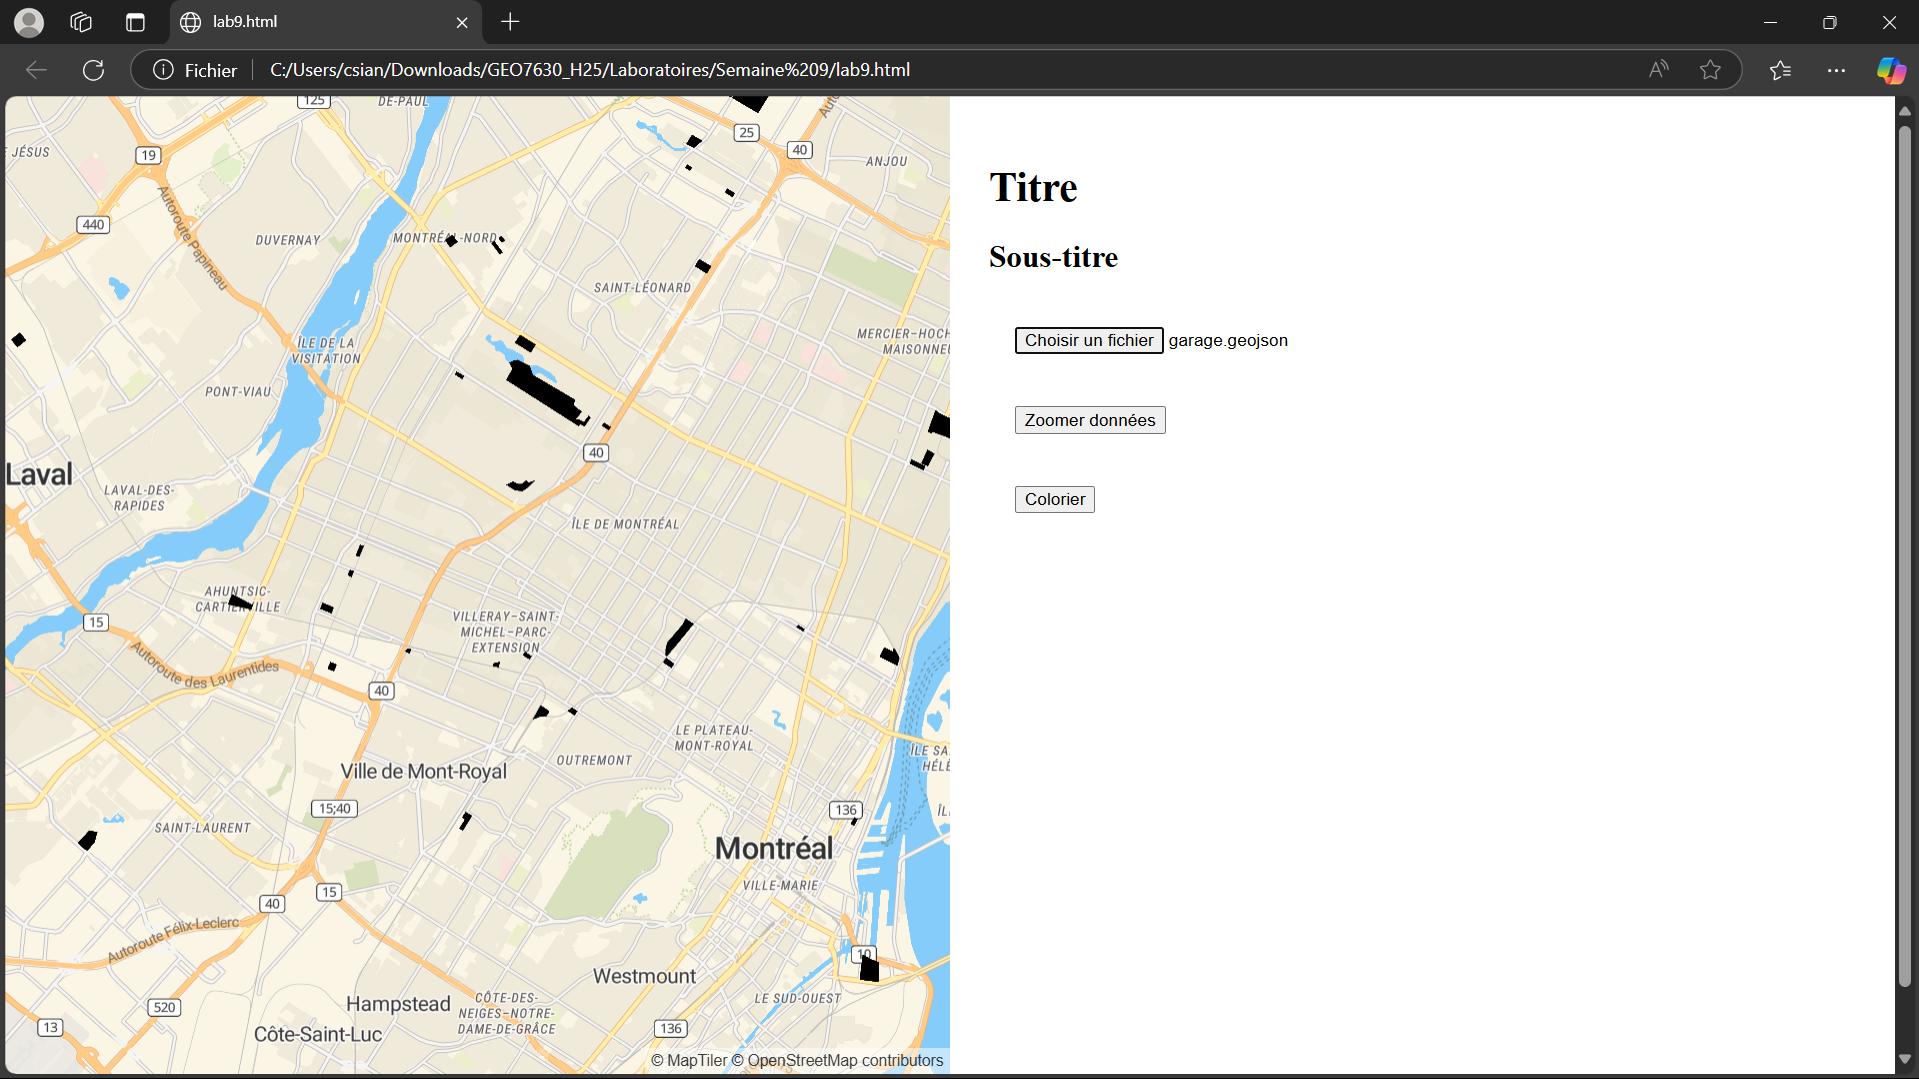 lab9.html
Fichier
C:/Users/csian/Downloads/GEO7630_H25/Laboratoires/Semaine%209/lab9.html
125
DE-PAUL
JÉSUS
19
25
40
ANJOU
440
Autoroute Papineau
DUVERNAY
MONTRÉAL-NORD
SAINT-LÉONARD
ÎLE DE LA
VISITATION
MERCIER-HOCH
MAISONNEU
PONT-VIAU
40
Laval
LAVAL-DES-
RAPIDES
ÎLE DE MONTRÉAL
AHUNTSIC-
CARTIERVILLE
15
VILLERAY–SAINT-
MICHEL–PARC-
EXTENSION
Autoroute des Laurentides
40
LE PLATEAU-
MONT-ROYAL
OUTREMONT
ÎLE SA
HÉLÈ
Ville de Mont-Royal
15;40
136
ÎL
SAINT-LAURENT
Montréal
VILLE-MARIE
15
40
Autoroute Félix-Leclerc
10
Westmount
LE SUD-OUEST
520
Hampstead
CÔTE-DES-
NEIGES–NOTRE-
DAME-DE-GRÂCE
13
Côte-Saint-Luc
136
© MapTiler © OpenStreetMap contributors
Titre
Sous-titre
Choisir un fichier garage.geojson
Zoomer données
Colorier